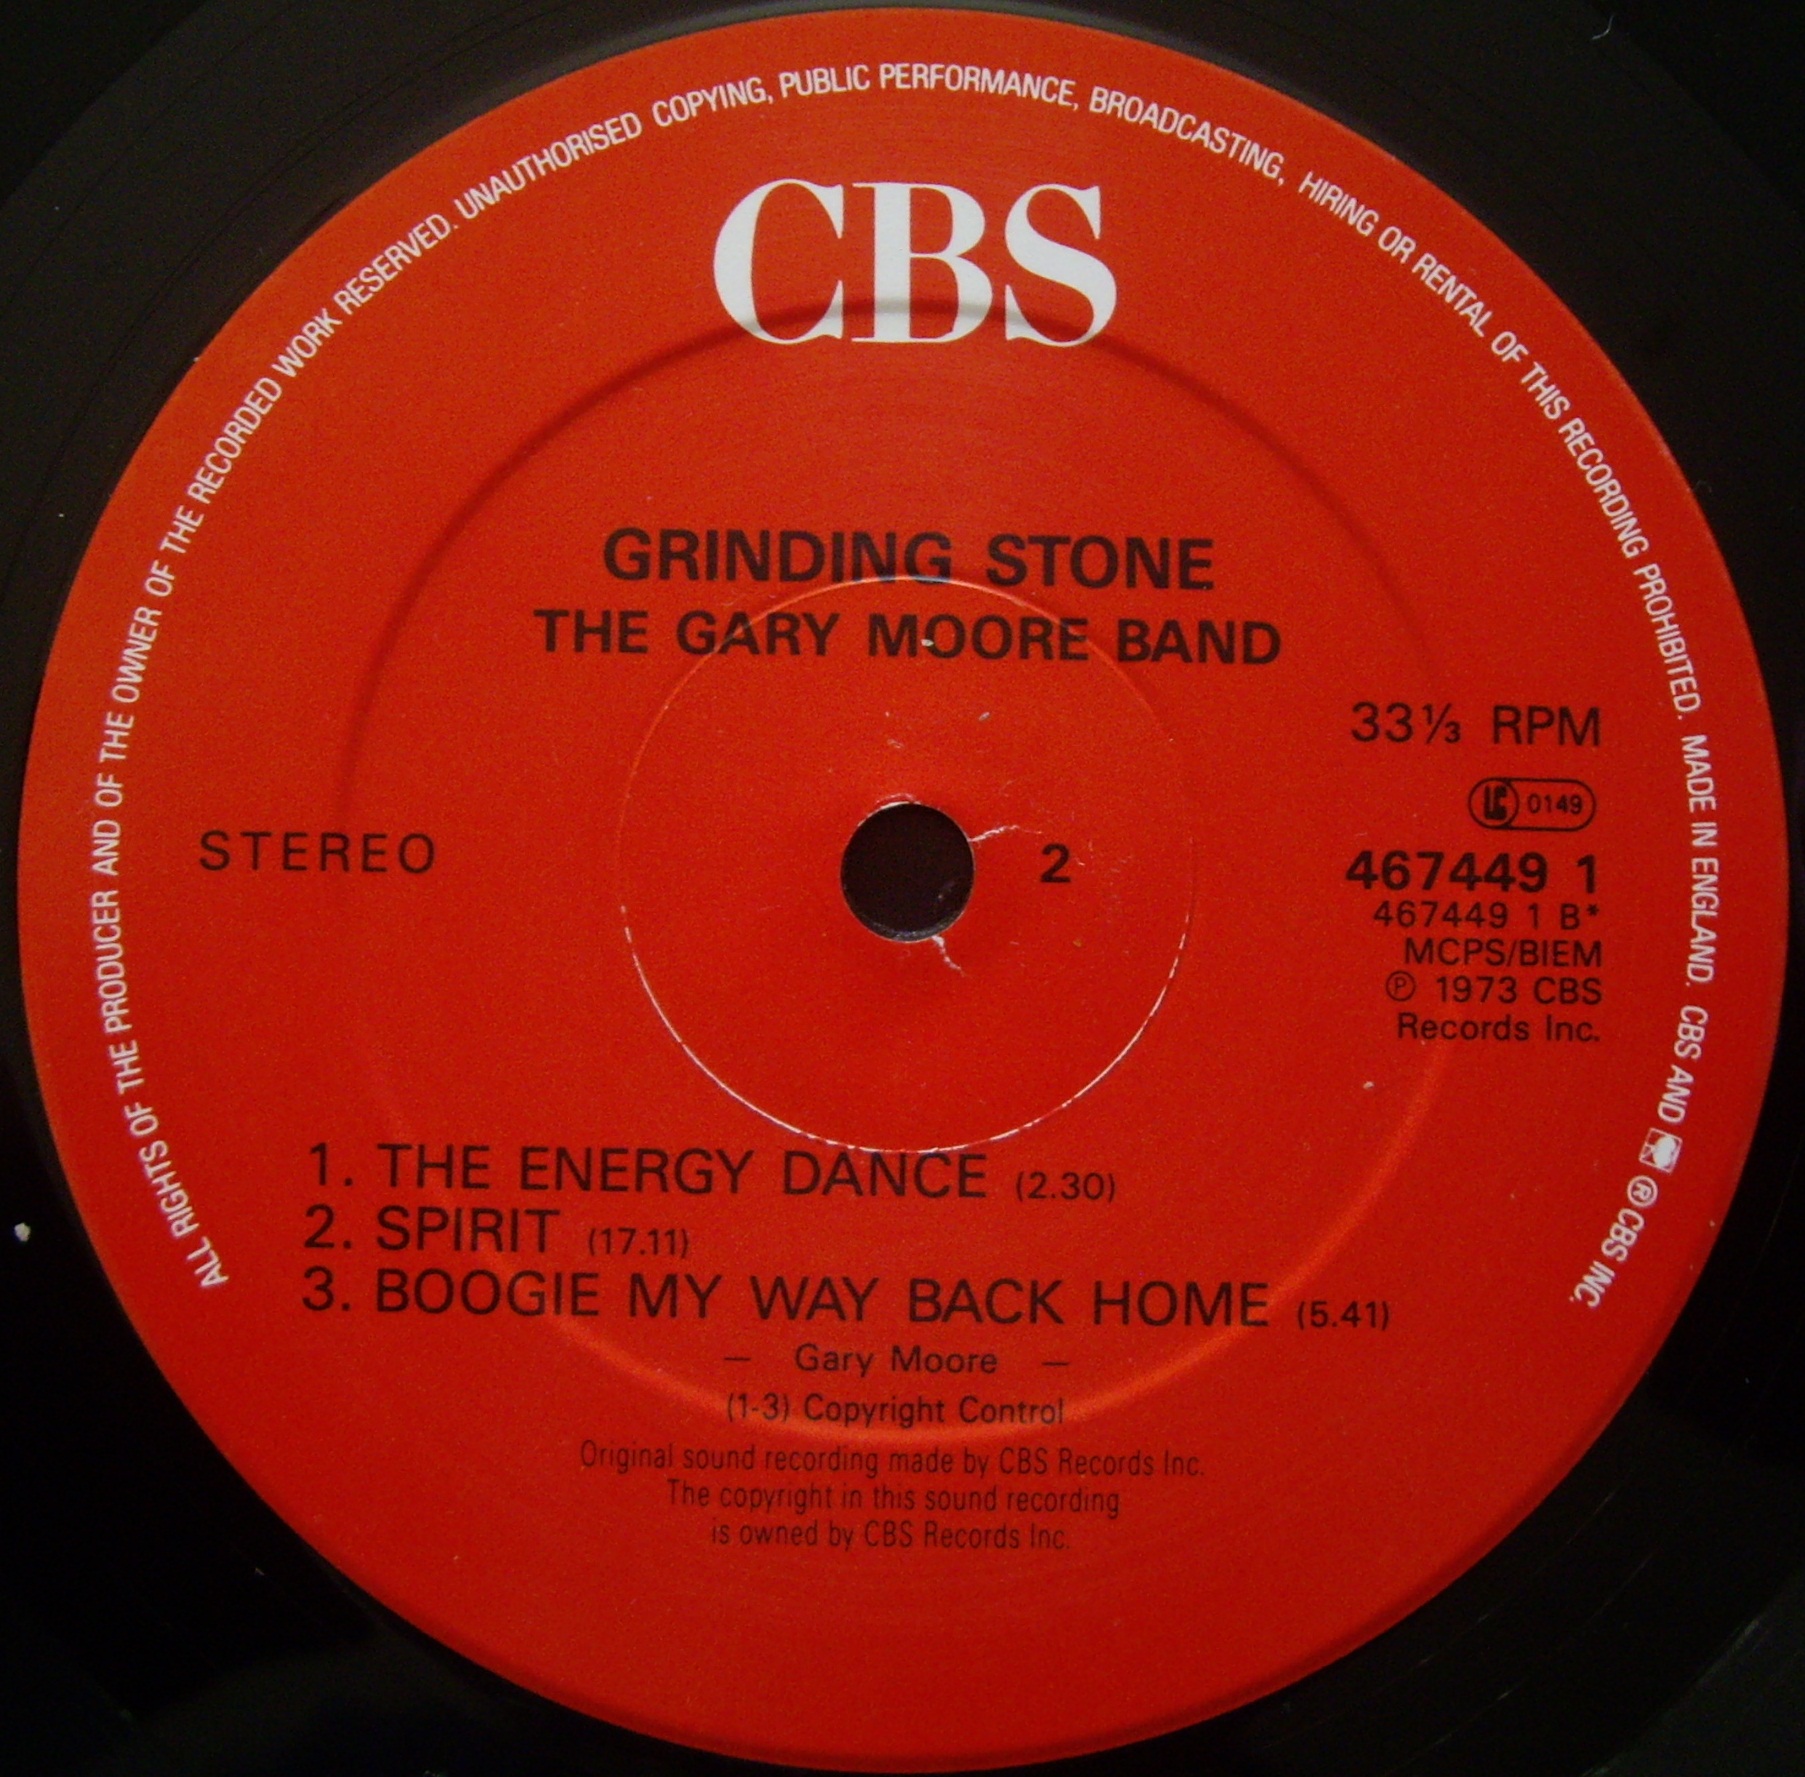 ALL RIGHTS OF THE PRODUCER AND OF THE OWNER OF THE RECORDED WORK RESERVED. UNAUTHORISED COPYING, PUBLIC PERFORMANCE, BROADCASTING, HIRING OR RENTAL OF THIS RECORDING PROHIBITED. MADE IN ENGLAND. CBS AND ® CBS INC.
CBS
GRINDING STONE
THE GARY MOORE BAND
33⅓ RPM
LC 0149
STEREO
2
467449 1
467449 1 B*
MCPS/BIEM
℗ 1973 CBS
Records Inc.
1. THE ENERGY DANCE (2.30)
2. SPIRIT (17.11)
3. BOOGIE MY WAY BACK HOME (5.41)
— Gary Moore —
(1-3) Copyright Control
Original sound recording made by CBS Records Inc.
The copyright in this sound recording
is owned by CBS Records Inc.